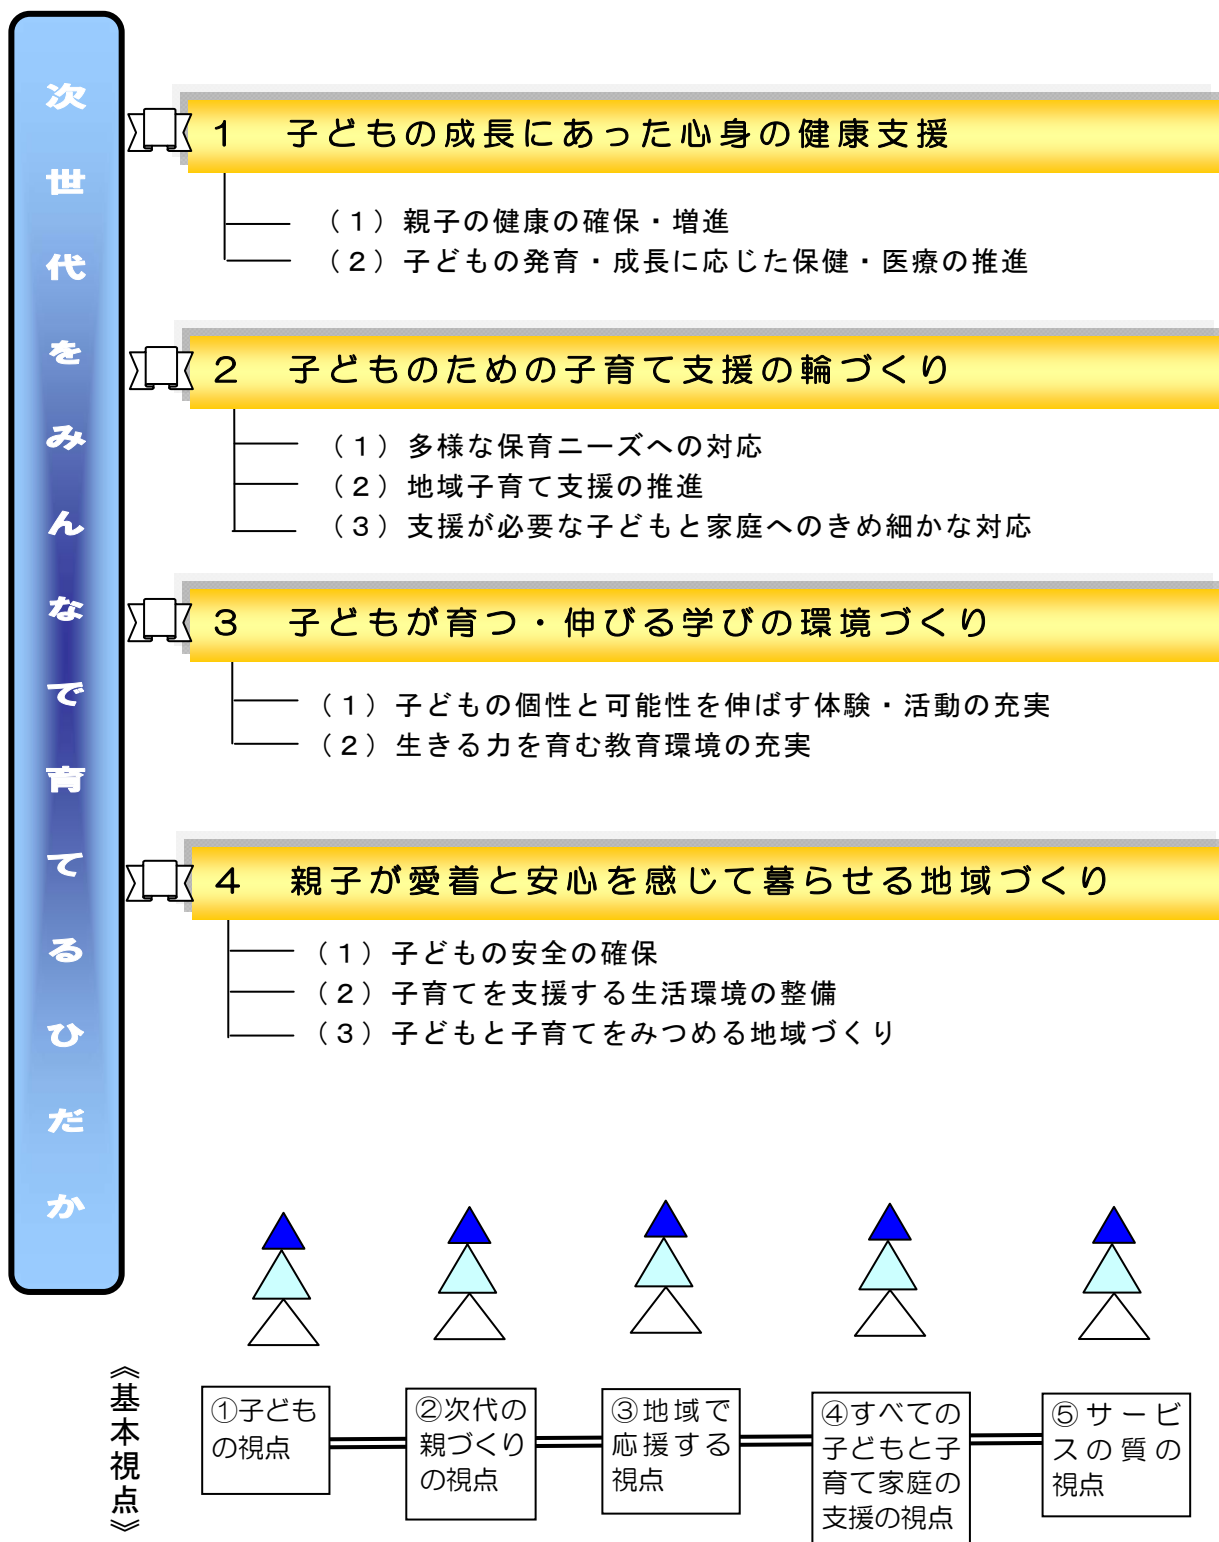 次世代をみんなで育てるひだか
１　子どもの成長にあった心身の健康支援
（１）親子の健康の確保・増進
（２）子どもの発育・成長に応じた保健・医療の推進
２　子どものための子育て支援の輪づくり
（１）多様な保育ニーズへの対応
（２）地域子育て支援の推進
（３）支援が必要な子どもと家庭へのきめ細かな対応
３　子どもが育つ・伸びる学びの環境づくり
（１）子どもの個性と可能性を伸ばす体験・活動の充実
（２）生きる力を育む教育環境の充実
４　親子が愛着と安心を感じて暮らせる地域づくり
（１）子どもの安全の確保
（２）子育てを支援する生活環境の整備
（３）子どもと子育てをみつめる地域づくり
《基本視点》
①子ども
の視点
②次代の
親づくり
の視点
③地域で
応援する
視点
④すべての
子どもと子
育て家庭の
支援の視点
⑤サービ
スの質の
視点